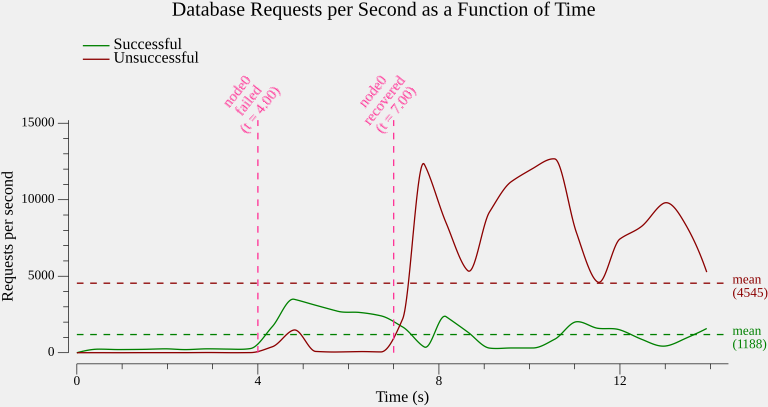 Database Requests per Second as a Function of Time
Successful
Unsuccessful
node0
failed
(t = 4.00)
node0
recovered
(t = 7.00)
15000
10000
5000
0
Requests per second
mean
(4545)
mean
(1188)
0
4
8
12
Time (s)